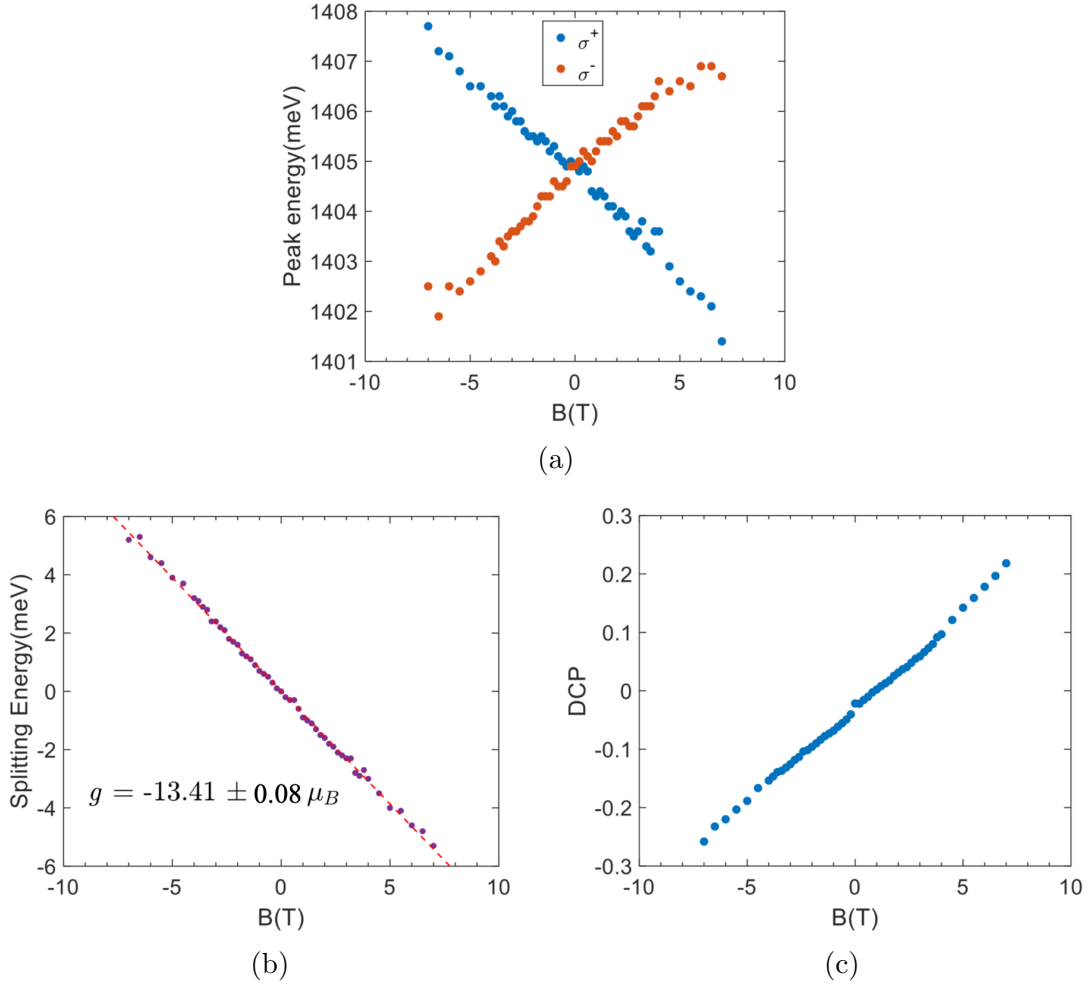 1408
1407
1406
1405
1404
1403
1402
1401
Peak energy(meV)
σ+
σ-
-10 -5 0 5 10
B(T)
(a)
6
4
2
0
-2
-4
-6
Splitting Energy(meV)
g = -13.41 ± 0.08 μB
-10 -5 0 5 10
B(T)
(b)
0.3
0.2
0.1
0
-0.1
-0.2
-0.3
DCP
-10 -5 0 5 10
B(T)
(c)